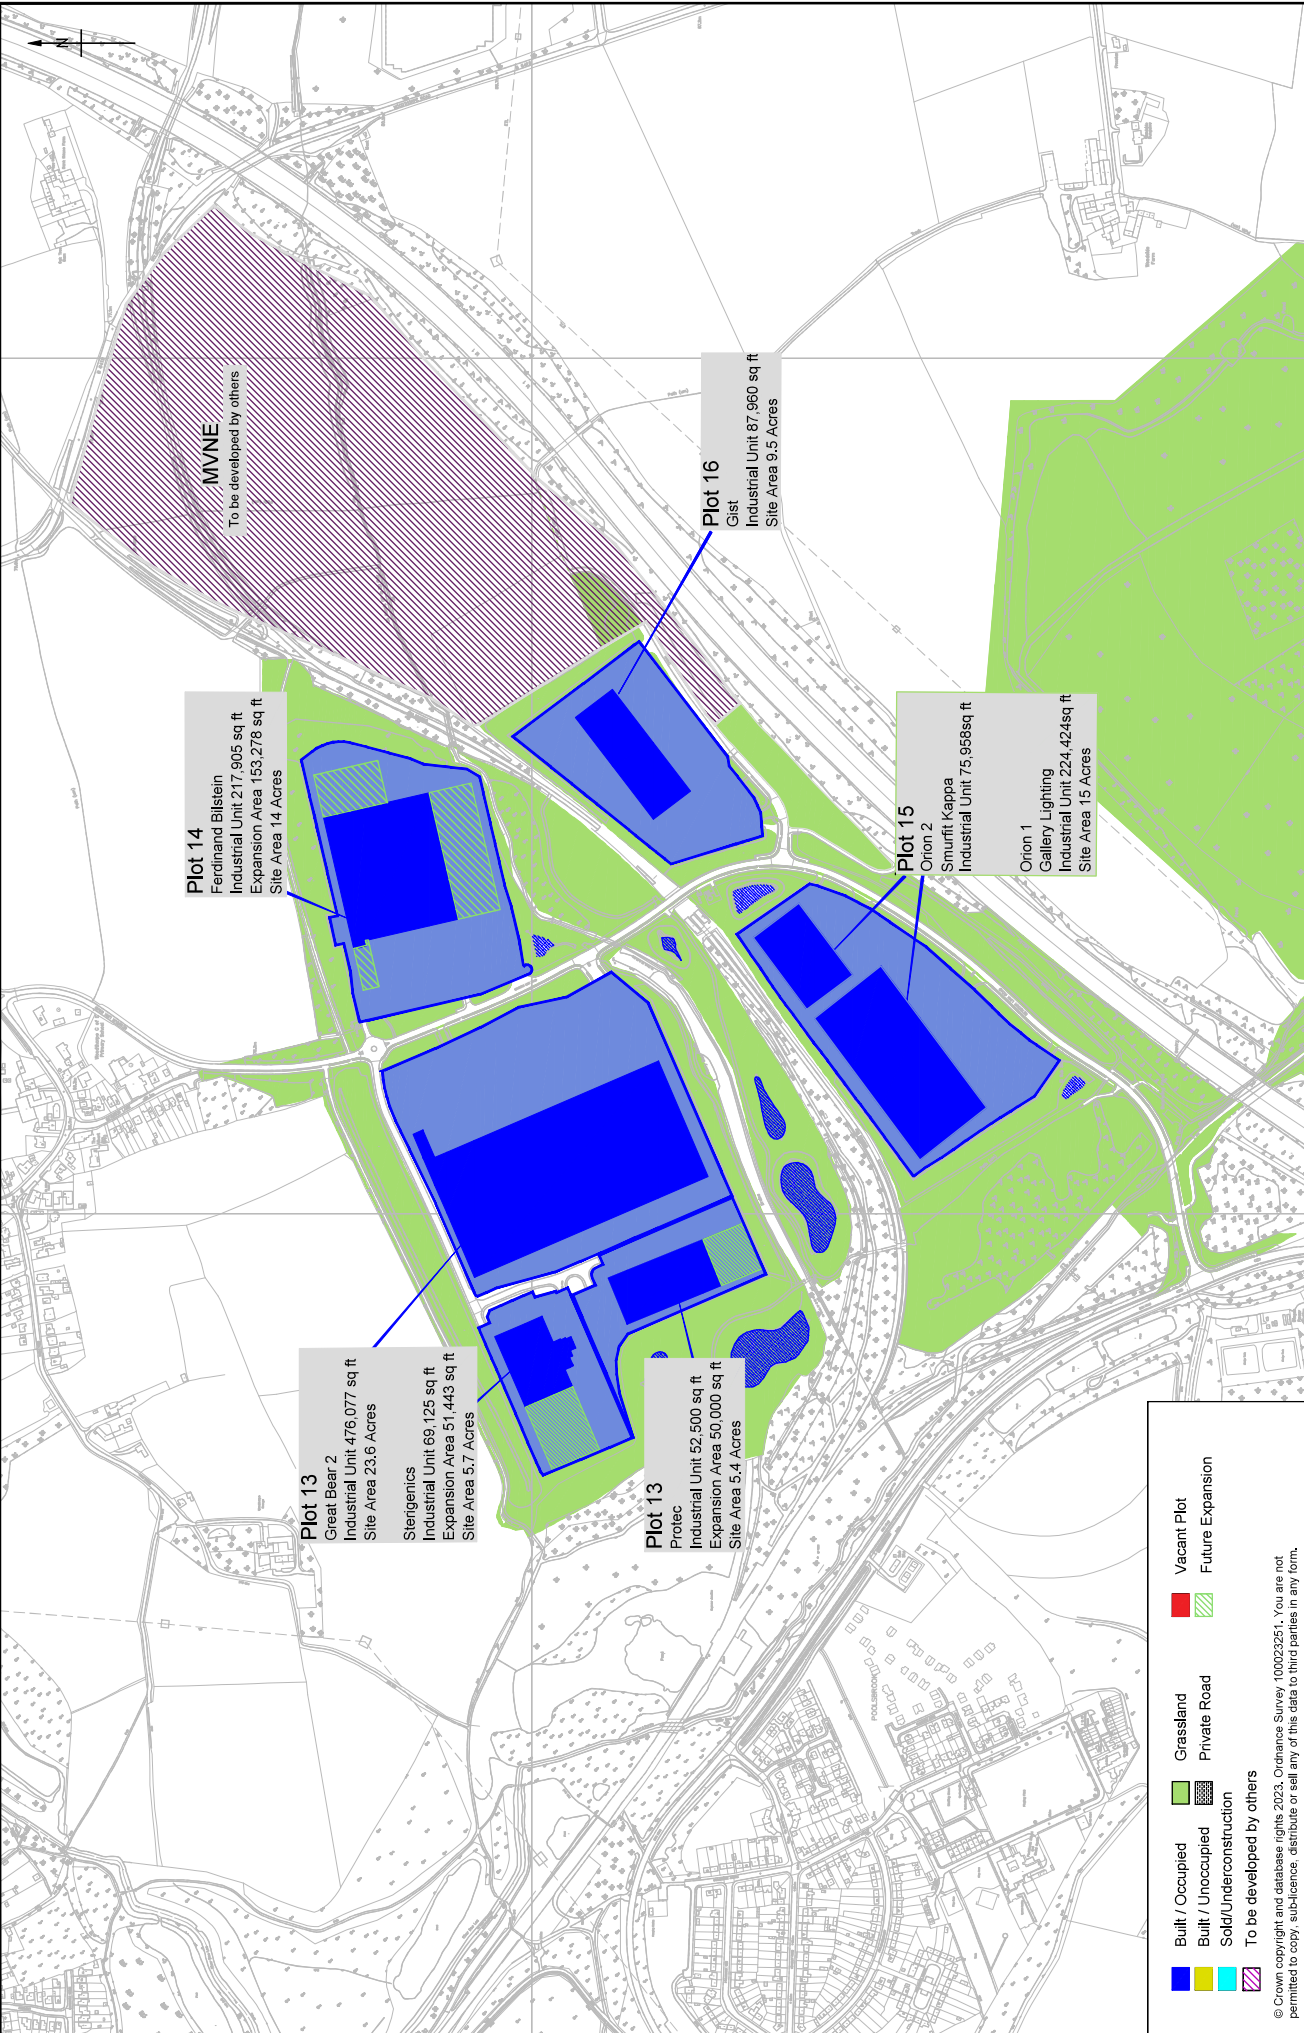 N
MVNE
To be developed by others
Plot 14
Ferdinand Bilstein
Industrial Unit 217,905 sq ft
Expansion Area 153,278 sq ft
Site Area 14 Acres
Plot 16
Gist
Industrial Unit 87,960 sq ft
Site Area 9.5 Acres
Plot 15
Orion 2
Smurfit Kappa
Industrial Unit 75,958sq ft
Orion 1
Gallery Lighting
Industrial Unit 224,424sq ft
Site Area 15 Acres
Plot 13
Great Bear 2
Industrial Unit 476,077 sq ft
Site Area 23.6 Acres
Sterigenics
Industrial Unit 69,125 sq ft
Expansion Area 51,443 sq ft
Site Area 5.7 Acres
Plot 13
Protec
Industrial Unit 52,500 sq ft
Expansion Area 50,000 sq ft
Site Area 5.4 Acres
POOLSBROOK
Built / Occupied
Built / Unoccupied
Sold/Underconstruction
To be developed by others
Grassland
Private Road
Vacant Plot
Future Expansion
© Crown copyright and database rights 2023. Ordnance Survey 100023251. You are not
permitted to copy, sub-licence, distribute or sell any of this data to third parties in any form.